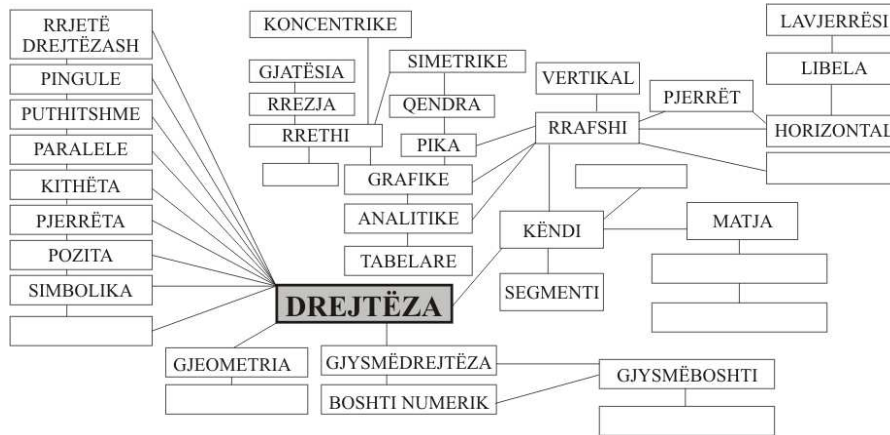 RRJETË
DREJTËZASH
PINGULE
PUTHITSHME
PARALELE
KITHËTA
PJERRËTA
POZITA
SIMBOLIKA
KONCENTRIKE
GJATËSIA
RREZJA
RRETHI
SIMETRIKE
QENDRA
PIKA
GRAFIKE
ANALITIKE
TABELARE
VERTIKAL
RRAFSHI
PJERRËT
LAVJERRËSI
LIBELA
HORIZONTAL
KËNDI
MATJA
SEGMENTI
DREJTËZA
GJEOMETRIA
GJYSMËDREJTËZA
BOSHTI NUMERIK
GJYSMËBOSHTI